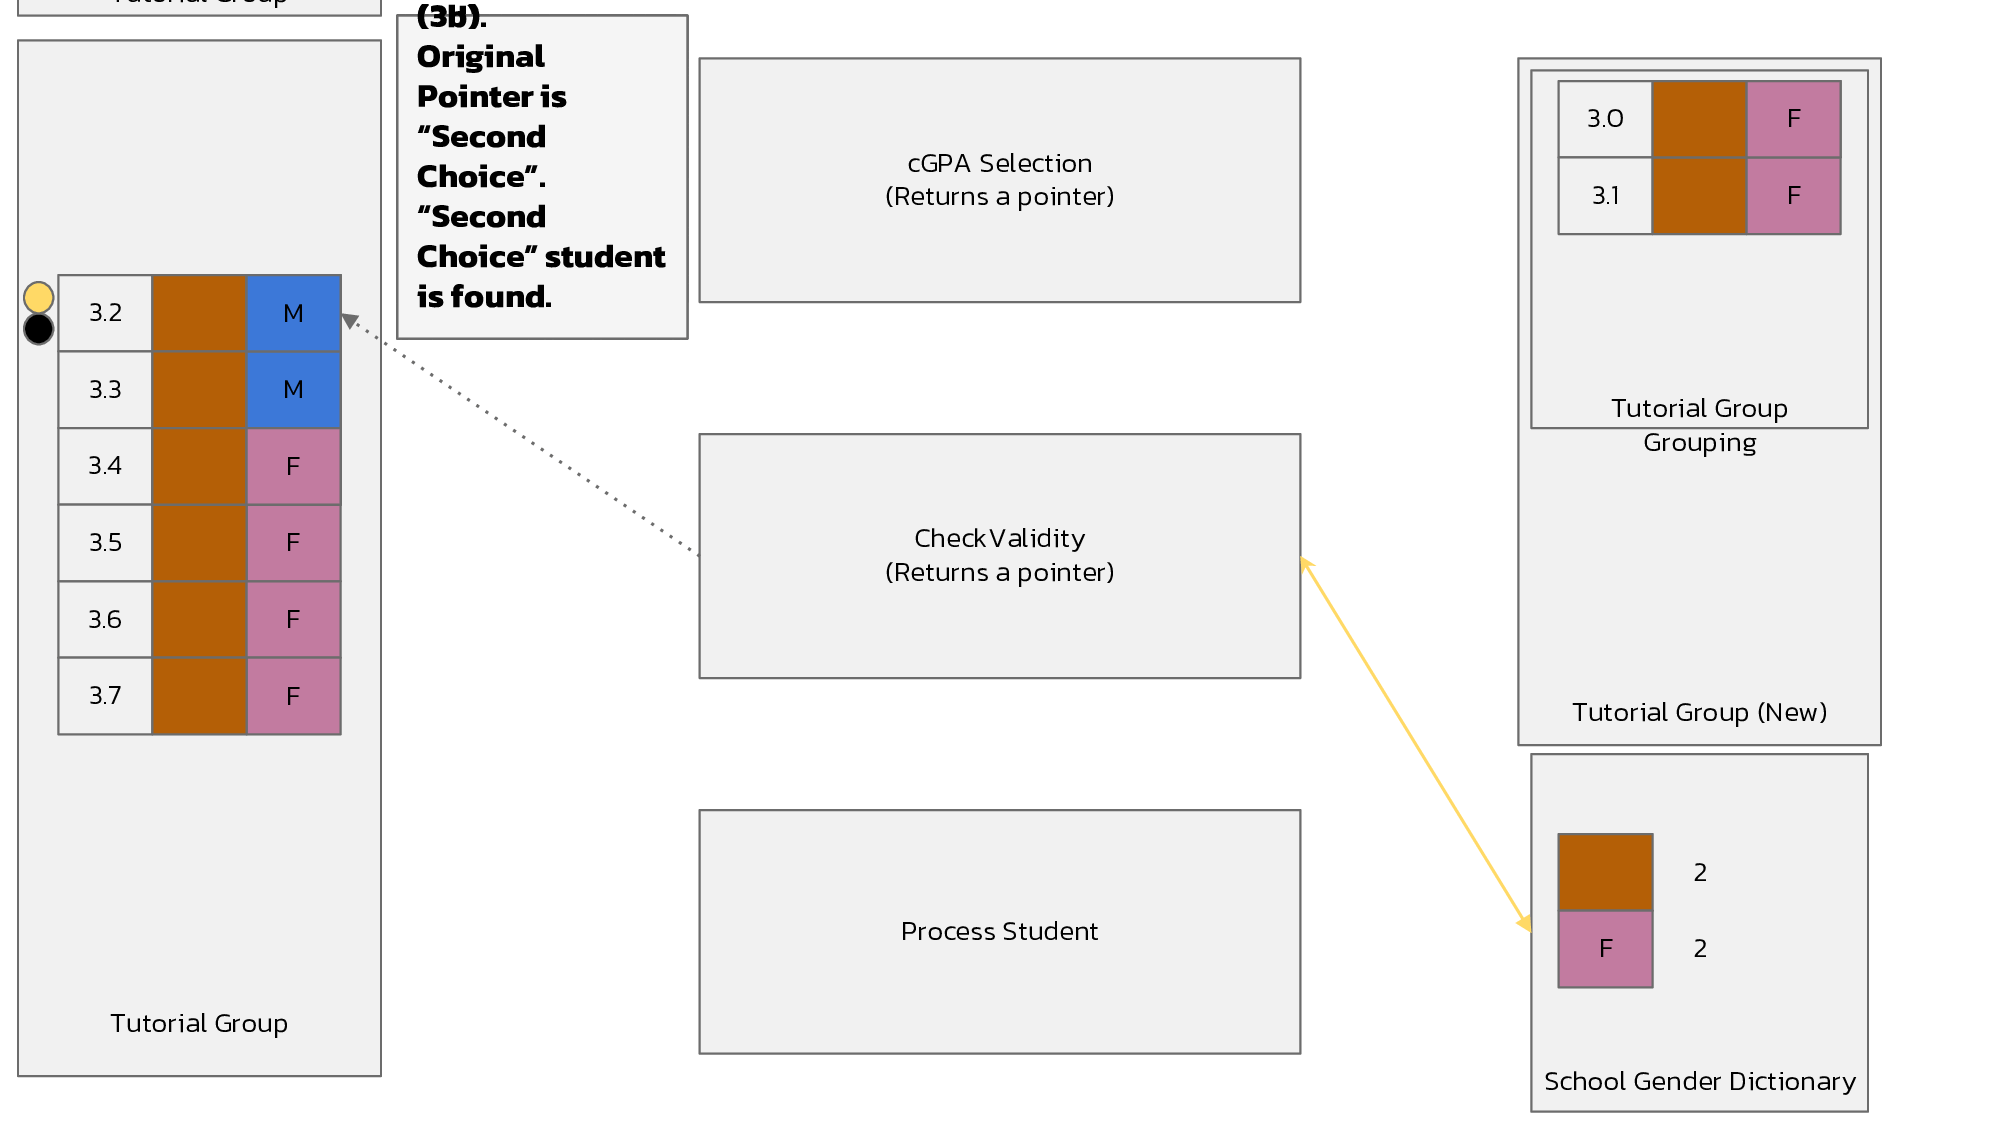 Tutorial Group
(3b).
Original
Pointer is
“Second
Choice”.
“Second
Choice” student
is found.
3.2 M
3.3 M
3.4 F
3.5 F
3.6 F
3.7 F
Tutorial Group
cGPA Selection
(Returns a pointer)
CheckValidity
(Returns a pointer)
Process Student
3.0 F
3.1 F
Tutorial Group
Grouping
Tutorial Group (New)
2
F 2
School Gender Dictionary